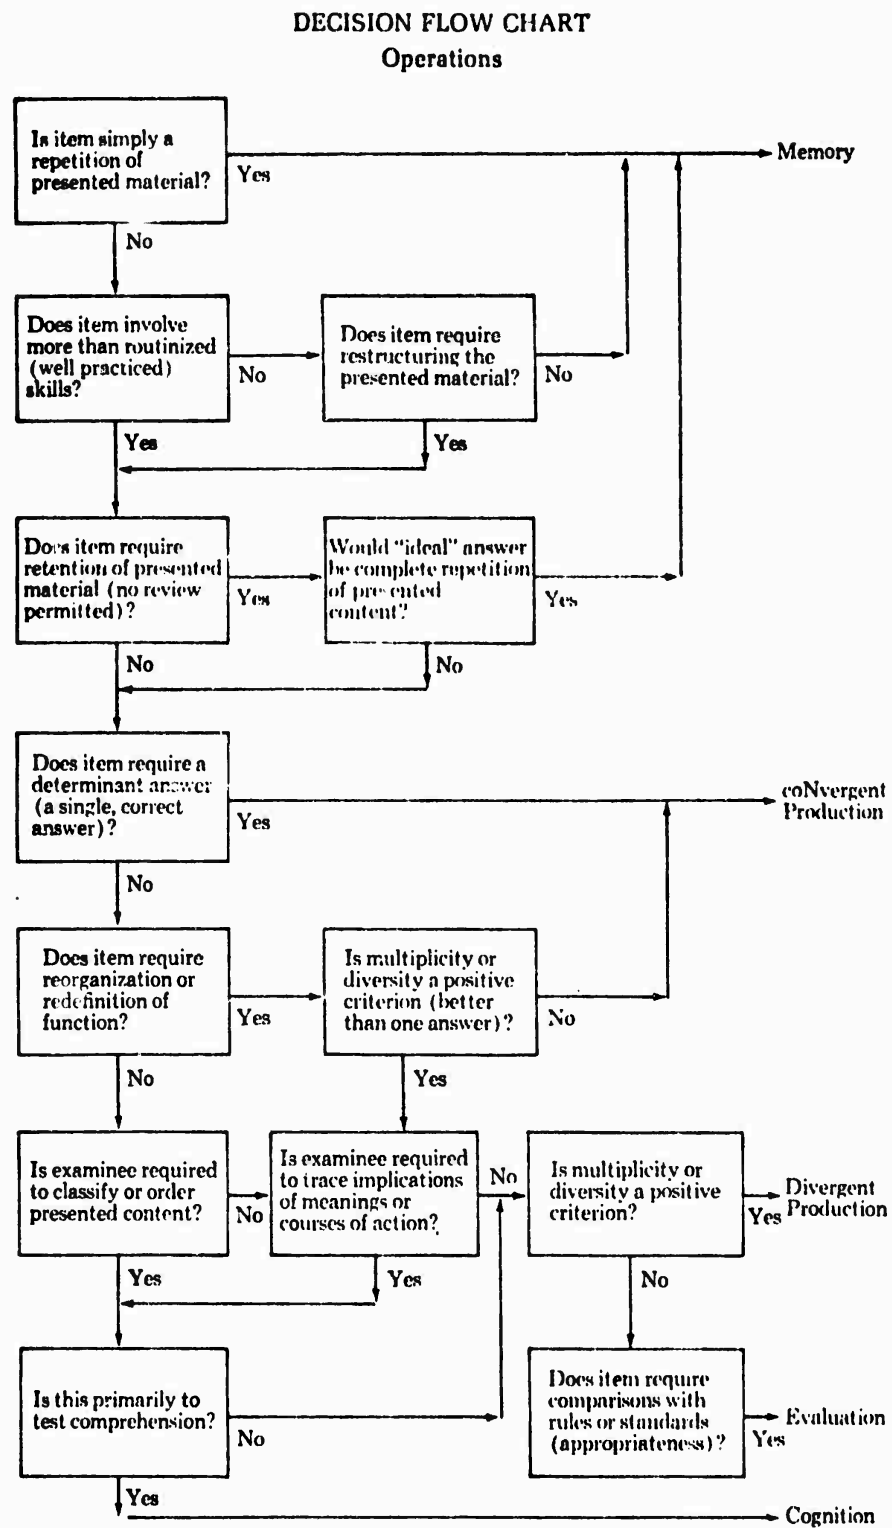 DECISION FLOW CHART
Operations
Is item simply a
repetition of
presented material?
Yes
Memory
No
Does item involve
more than routinized
(well practiced)
skills?
No
Does item require
restructuring the
presented material?
No
Yes
Yes
Does item require
retention of presented
material (no review
permitted)?
Yes
Would "ideal" answer
be complete repetition
of presented
content?
Yes
No
No
Does item require a
determinant answer
(a single, correct
answer)?
Yes
coNvergent
Production
No
Does item require
reorganization or
redefinition of
function?
Yes
Is multiplicity or
diversity a positive
criterion (better
than one answer)?
No
No
Yes
Is examinee required
to classify or order
presented content?
No
Is examinee required
to trace implications
of meanings or
courses of action?
No
Is multiplicity or
diversity a positive
criterion?
Yes
Divergent
Production
Yes
Yes
No
Is this primarily to
test comprehension?
No
Does item require
comparisons with
rules or standards
(appropriateness)?
Yes
Evaluation
Yes
Cognition